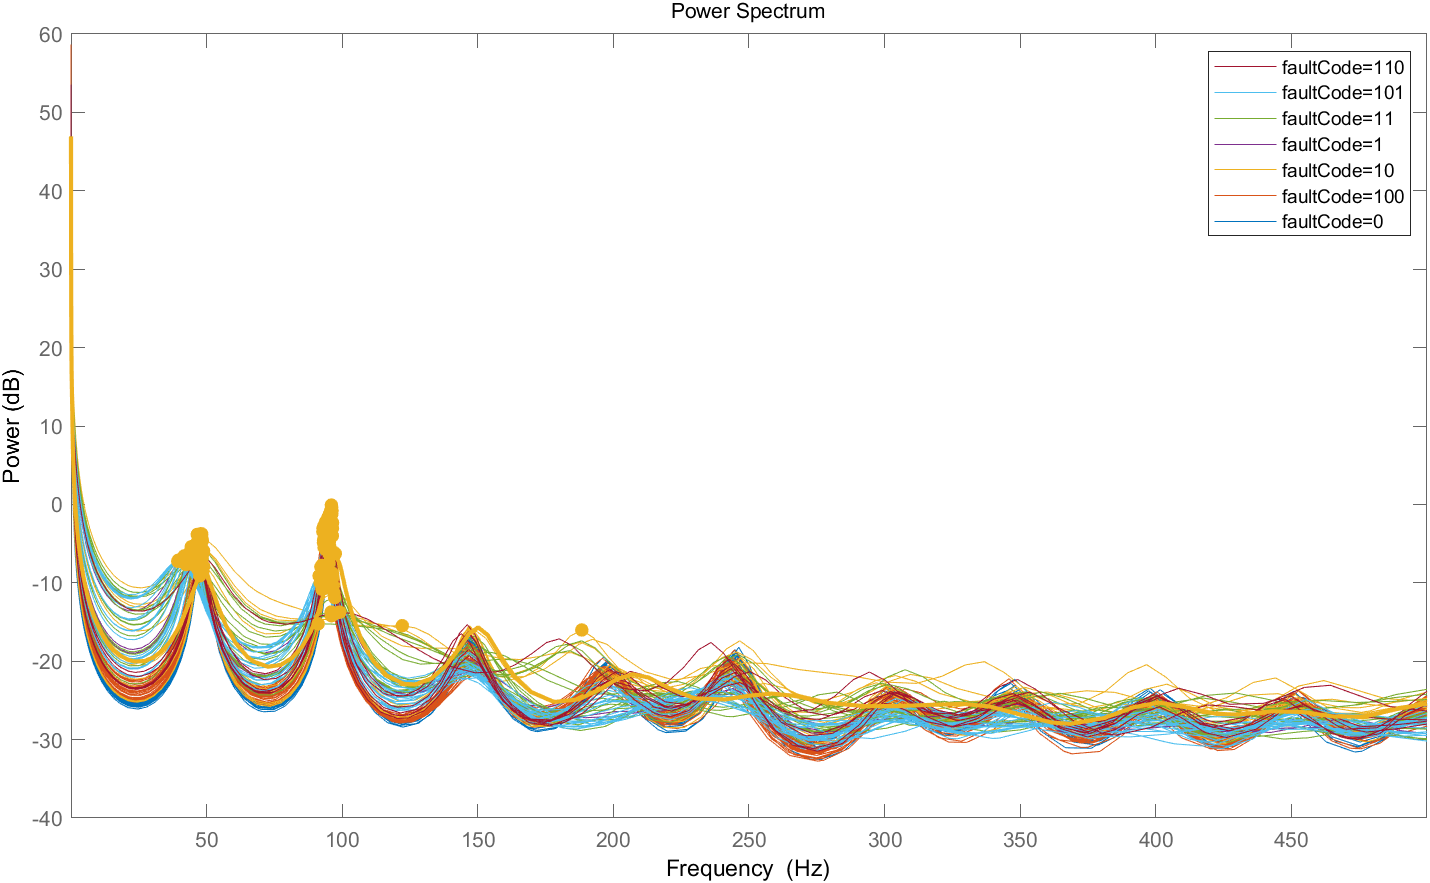 Power Spectrum
60
50
40
30
20
10
0
-10
-20
-30
-40
Power (dB)
faultCode=110
faultCode=101
faultCode=11
faultCode=1
faultCode=10
faultCode=100
faultCode=0
50
100
150
200
250
300
350
400
450
Frequency (Hz)